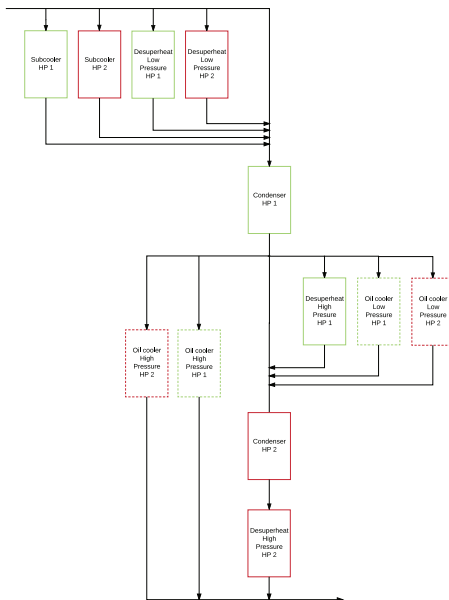 Subcooler
HP 1
Subcooler
HP 2
Desuperheat
Low
Pressure
HP 1
Desuperheat
Low
Pressure
HP 2
Condenser
HP 1
Desuperheat
High
Presure
HP 1
Oil cooler
Low
Pressure
HP 1
Oil cooler
Low
Pressure
HP 2
Oil cooler
High
Pressure
HP 2
Oil cooler
High
Pressure
HP 1
Condenser
HP 2
Desuperheat
High
Pressure
HP 2